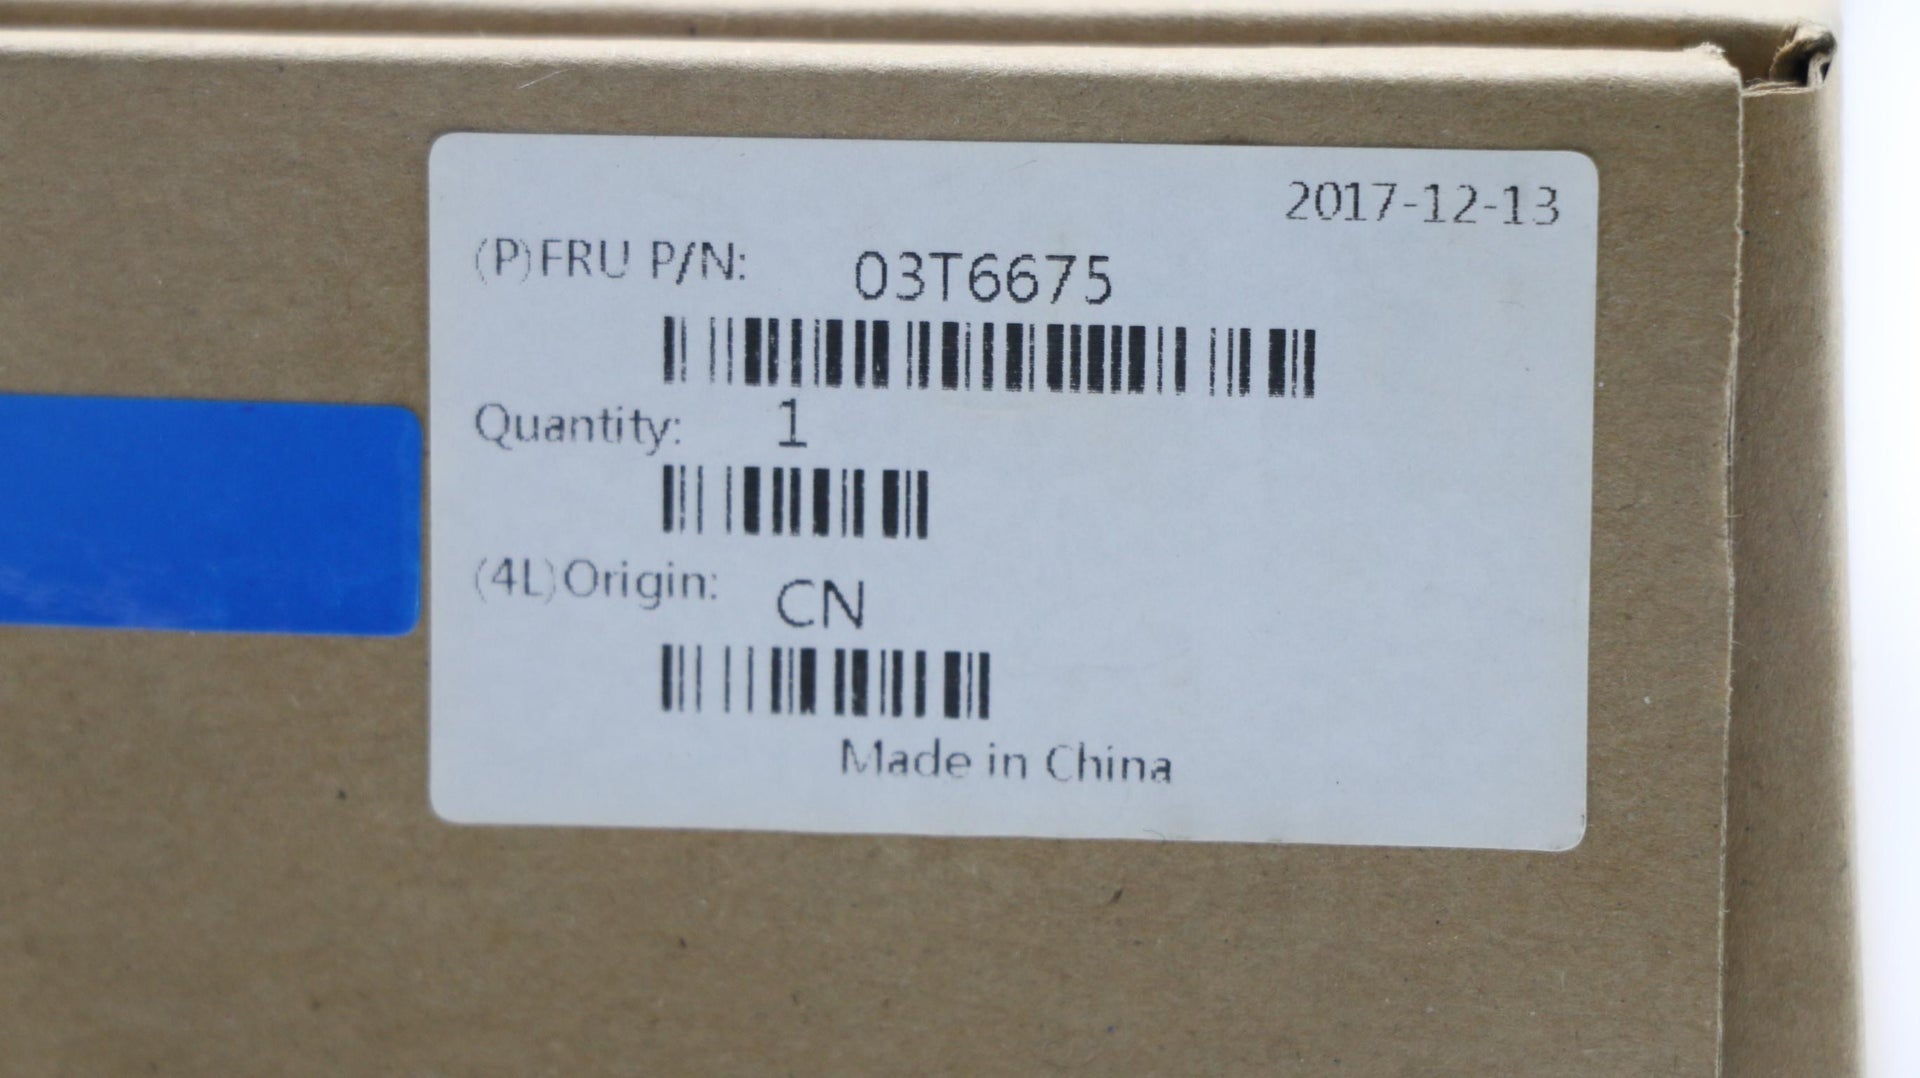 2017-12-13
(P)FRU P/N: 03T6675
Quantity: 1
(4L)Origin: CN
Made in China